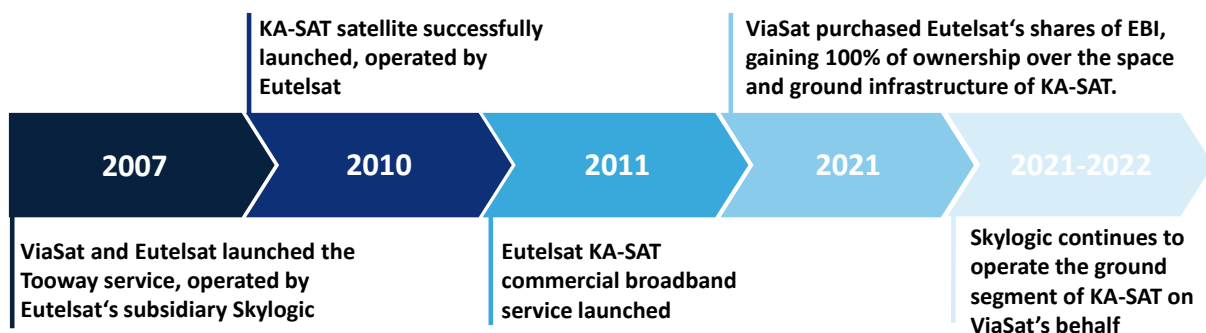 KA-SAT satellite successfully
launched, operated by
Eutelsat
ViaSat purchased Eutelsat‘s shares of EBI,
gaining 100% of ownership over the space
and ground infrastructure of KA-SAT.
2007
2010
2011
2021
2021-2022
ViaSat and Eutelsat launched the
Tooway service, operated by
Eutelsat‘s subsidiary Skylogic
Eutelsat KA-SAT
commercial broadband
service launched
Skylogic continues to
operate the ground
segment of KA-SAT on
ViaSat’s behalf